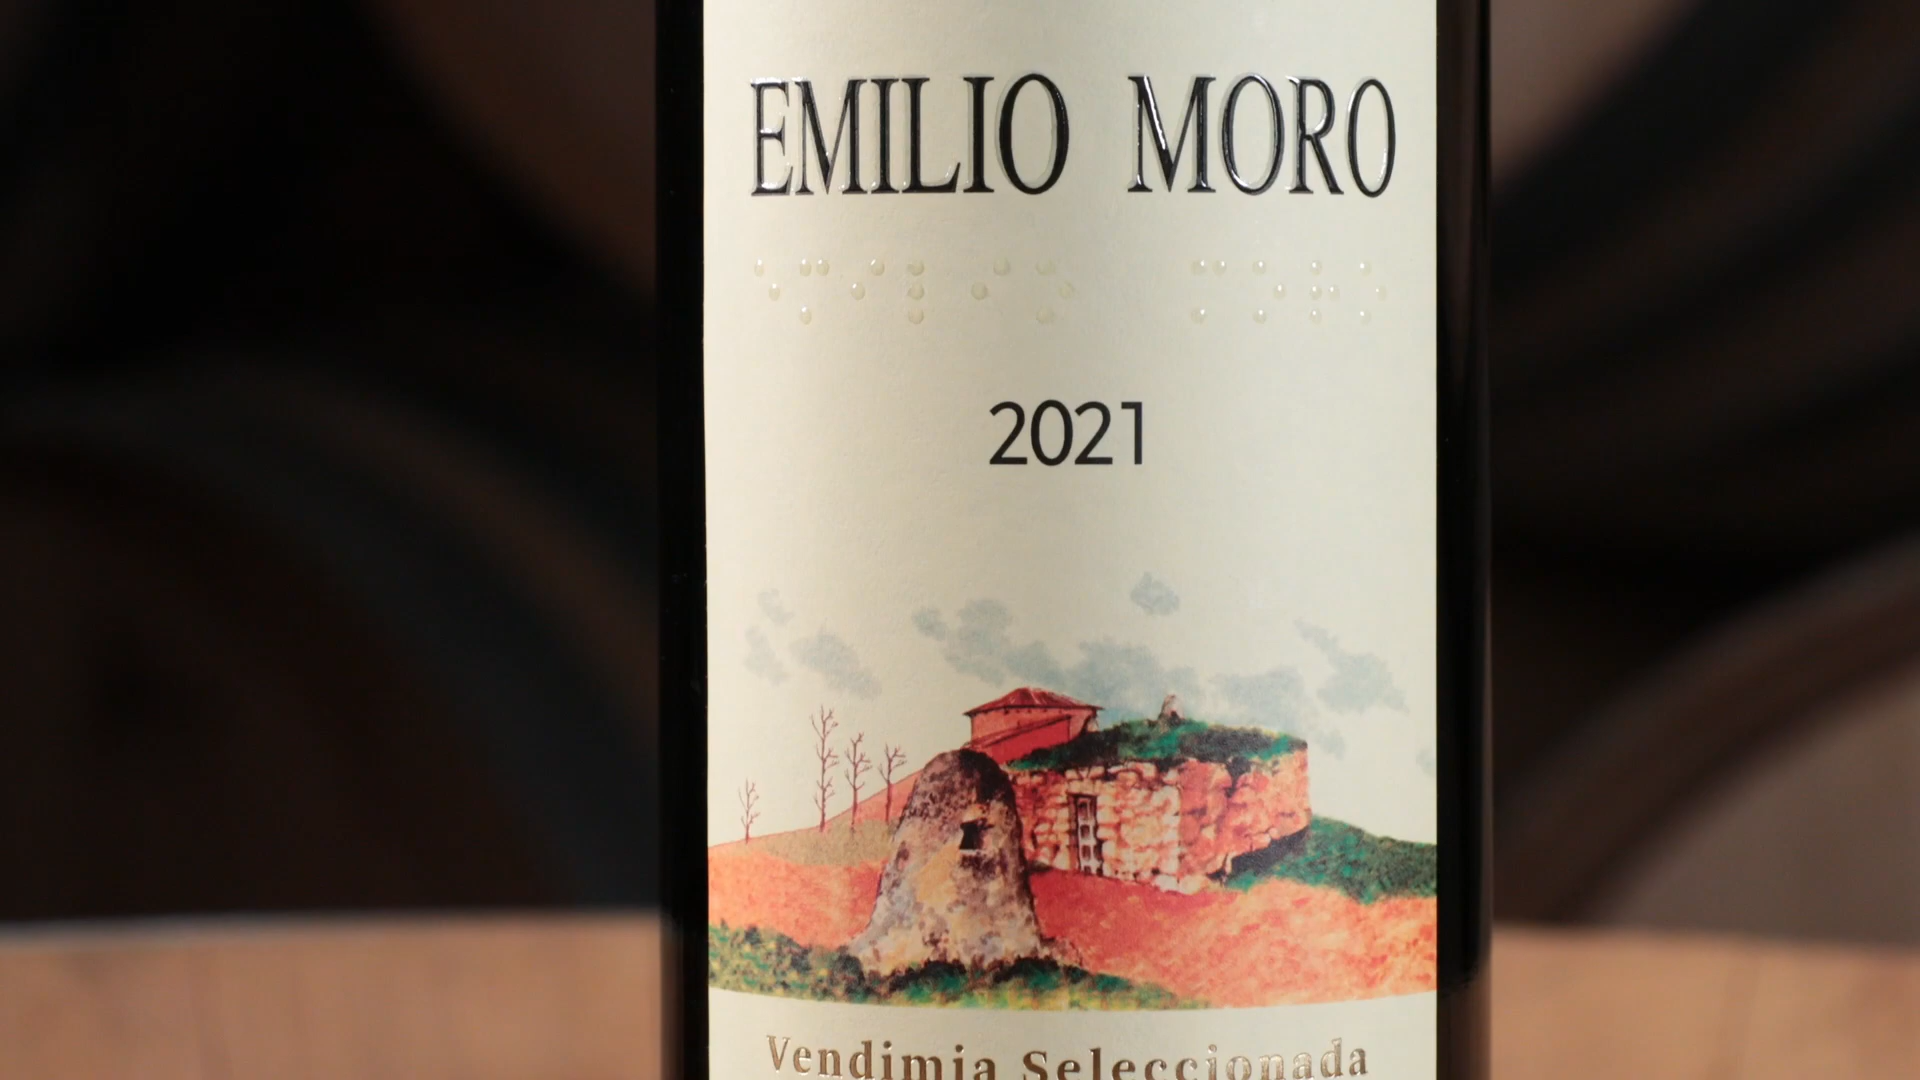 EMILIO MORO
⠑⠍⠊⠇⠊⠕ ⠍⠕⠗⠕
2021
Vendimia Seleccionada